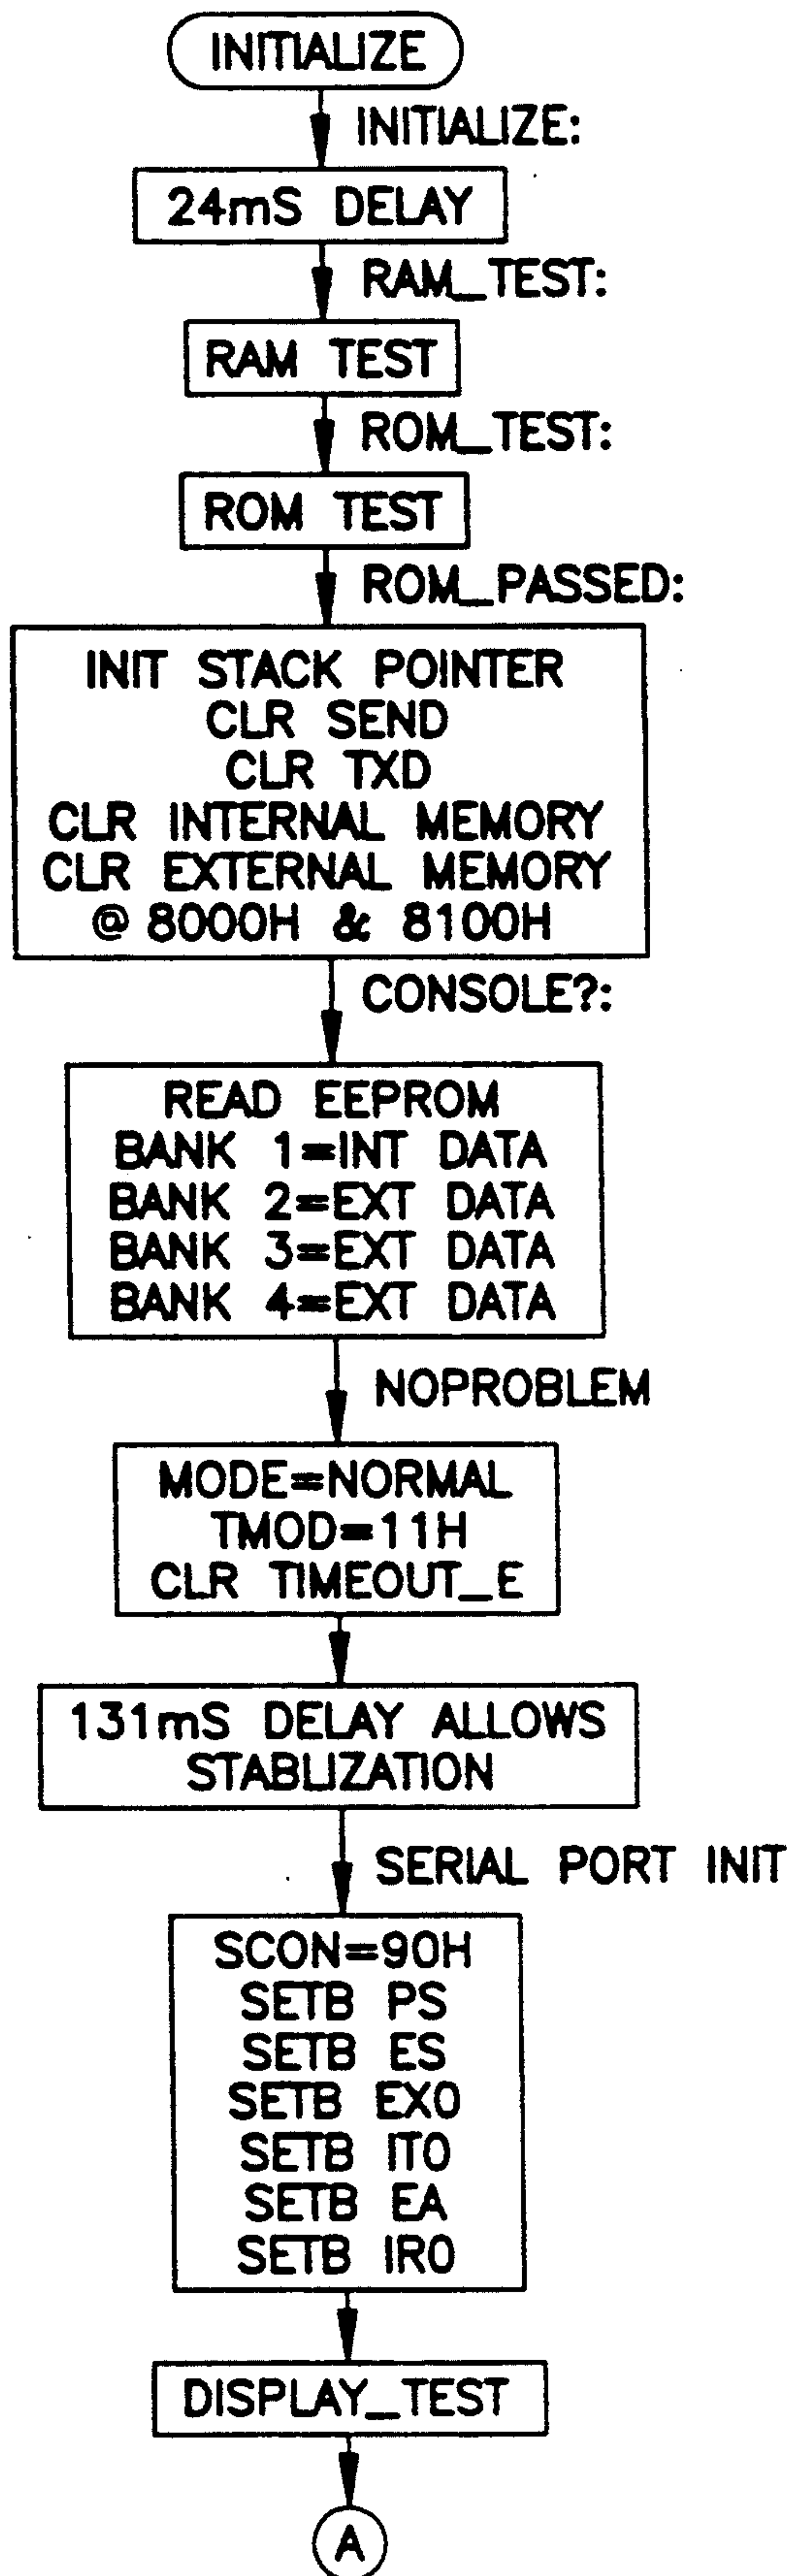 INITIALIZE
INITIALIZE:
24mS DELAY
RAM_TEST:
RAM TEST
ROM_TEST:
ROM TEST
ROM_PASSED:
INIT STACK POINTER
CLR SEND
CLR TXD
CLR INTERNAL MEMORY
CLR EXTERNAL MEMORY
@ 8000H & 8100H
CONSOLE?:
READ EEPROM
BANK 1=INT DATA
BANK 2=EXT DATA
BANK 3=EXT DATA
BANK 4=EXT DATA
NOPROBLEM
MODE=NORMAL
TMOD=11H
CLR TIMEOUT_E
131mS DELAY ALLOWS
STABLIZATION
SERIAL PORT INIT
SCON=90H
SETB PS
SETB ES
SETB EX0
SETB IT0
SETB EA
SETB IR0
DISPLAY_TEST
A